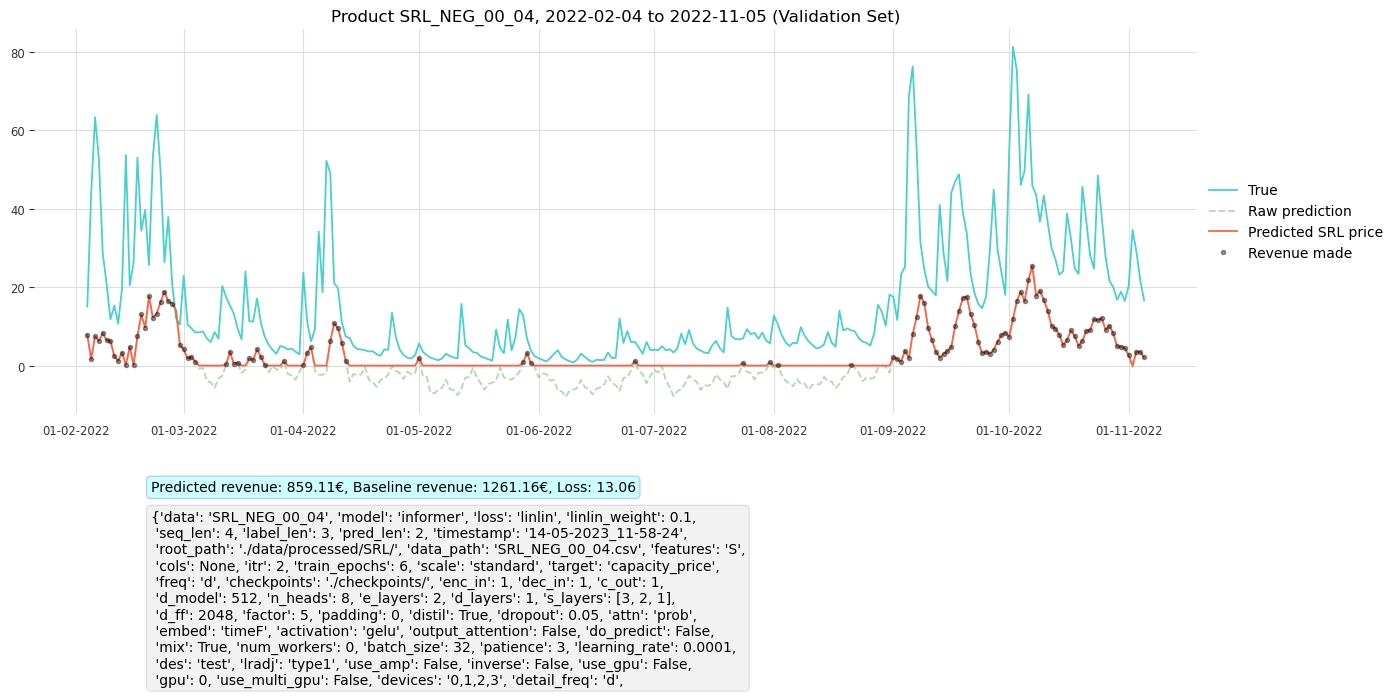 Product SRL_NEG_00_04, 2022-02-04 to 2022-11-05 (Validation Set)
80
60
40
20
0
01-02-2022 01-03-2022 01-04-2022 01-05-2022 01-06-2022 01-07-2022 01-08-2022 01-09-2022 01-10-2022 01-11-2022
True
Raw prediction
Predicted SRL price
Revenue made
Predicted revenue: 859.11€, Baseline revenue: 1261.16€, Loss: 13.06
{'data': 'SRL_NEG_00_04', 'model': 'informer', 'loss': 'linlin', 'linlin_weight': 0.1,
'seq_len': 4, 'label_len': 3, 'pred_len': 2, 'timestamp': '14-05-2023_11-58-24',
'root_path': './data/processed/SRL/', 'data_path': 'SRL_NEG_00_04.csv', 'features': 'S',
'cols': None, 'itr': 2, 'train_epochs': 6, 'scale': 'standard', 'target': 'capacity_price',
'freq': 'd', 'checkpoints': './checkpoints/', 'enc_in': 1, 'dec_in': 1, 'c_out': 1,
'd_model': 512, 'n_heads': 8, 'e_layers': 2, 'd_layers': 1, 's_layers': [3, 2, 1],
'd_ff': 2048, 'factor': 5, 'padding': 0, 'distil': True, 'dropout': 0.05, 'attn': 'prob',
'embed': 'timeF', 'activation': 'gelu', 'output_attention': False, 'do_predict': False,
'mix': True, 'num_workers': 0, 'batch_size': 32, 'patience': 3, 'learning_rate': 0.0001,
'des': 'test', 'lradj': 'type1', 'use_amp': False, 'inverse': False, 'use_gpu': False,
'gpu': 0, 'use_multi_gpu': False, 'devices': '0,1,2,3', 'detail_freq': 'd',